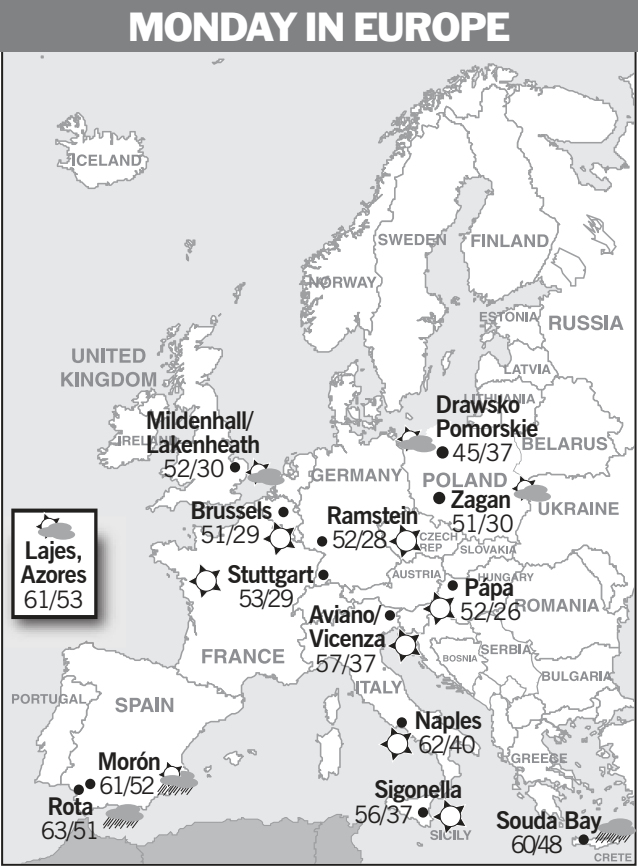 MONDAY IN EUROPE
ICELAND
SWEDEN
FINLAND
NORWAY
ESTONIA
RUSSIA
UNITED
KINGDOM
LATVIA
LITHUANIA
Drawsko
Pomorskie
45/37
Mildenhall/
Lakenheath
52/30
IRELAND
BELARUS
GERMANY
POLAND
Zagan
51/30
UKRAINE
Brussels
51/29
Ramstein
52/28
CZECH
REP
SLOVAKIA
Lajes,
Azores
61/53
Stuttgart
53/29
AUSTRIA
HUNGARY
Pápa
52/26
ROMANIA
Aviano/
Vicenza
57/37
FRANCE
BOSNIA
SERBIA
BULGARIA
ITALY
PORTUGAL
SPAIN
Naples
62/40
GREECE
Morón
61/52
Rota
63/51
Sigonella
56/37
SICILY
Souda Bay
60/48
CRETE